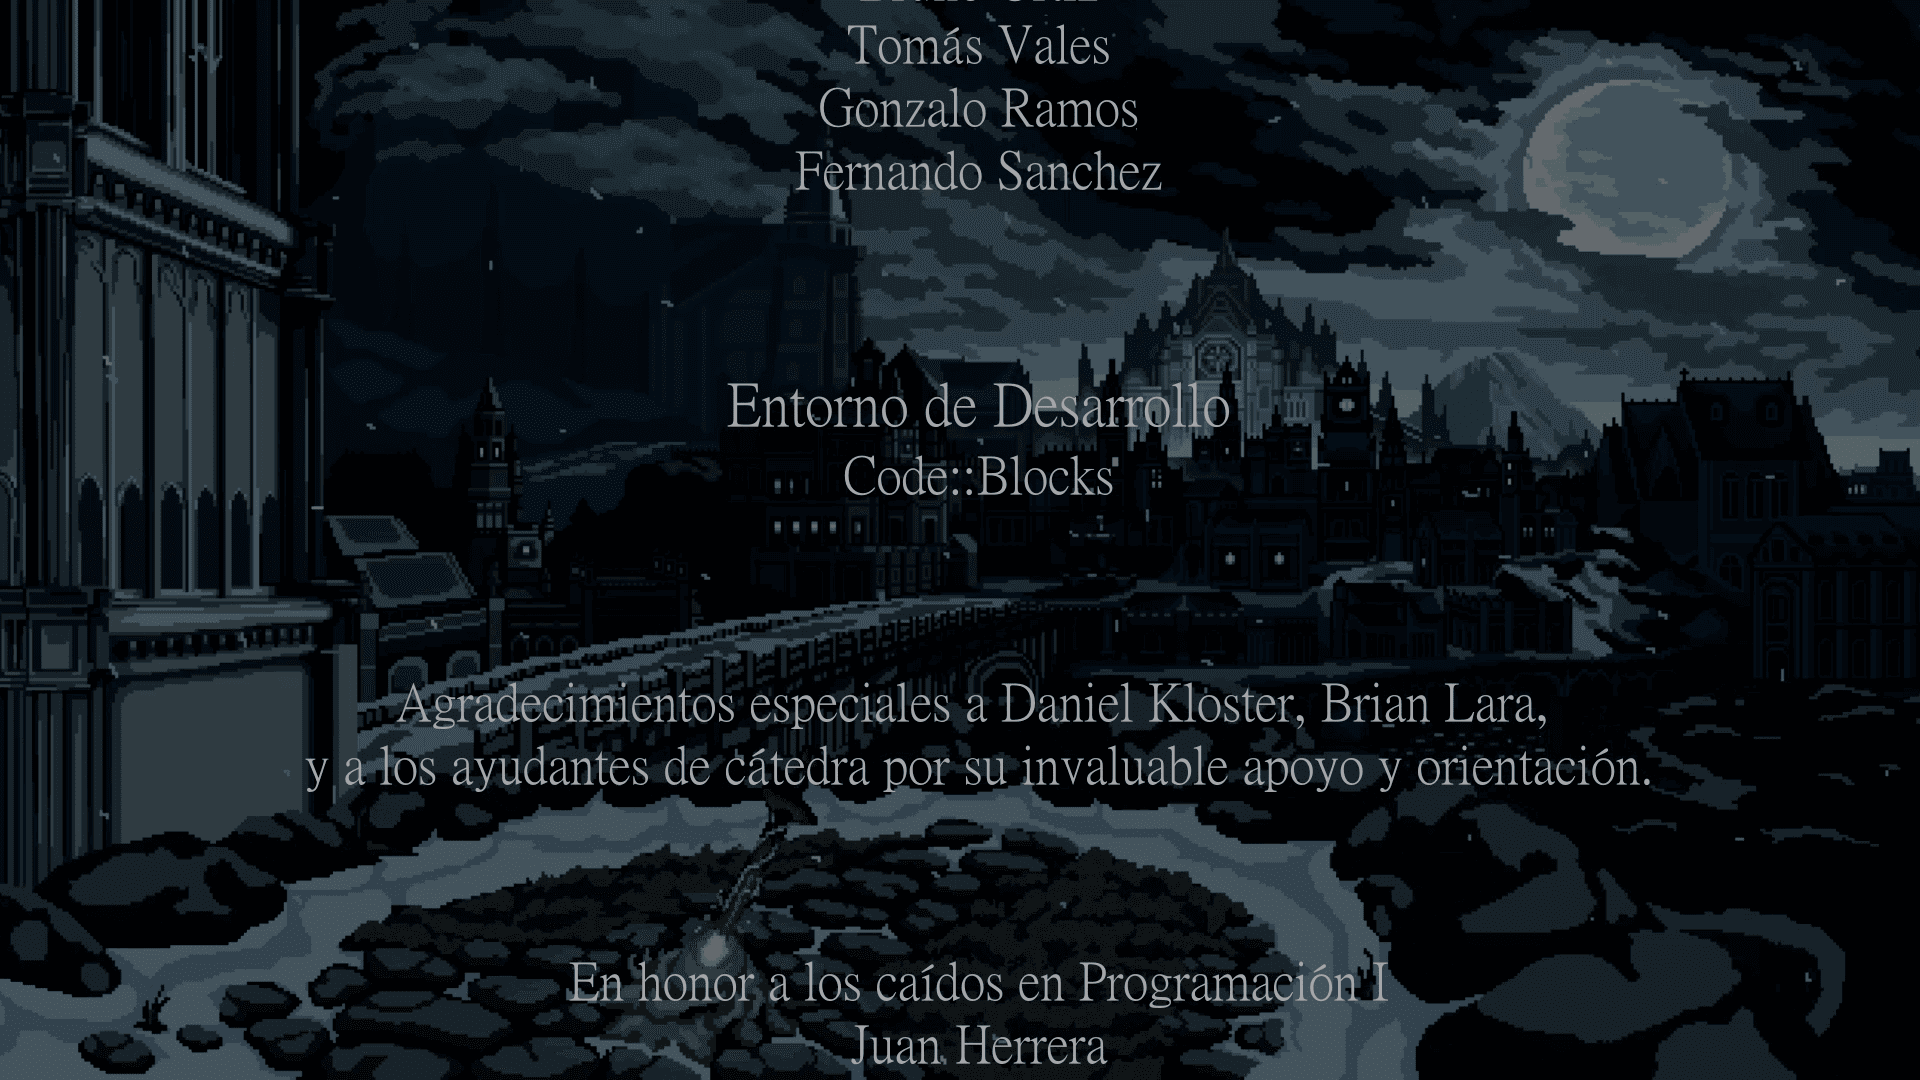 Tomás Vales
Gonzalo Ramos
Fernando Sanchez
Entorno de Desarrollo
Code::Blocks
Agradecimientos especiales a Daniel Kloster, Brian Lara,
y a los ayudantes de cátedra por su invaluable apoyo y orientación.
En honor a los caídos en Programación I
Juan Herrera